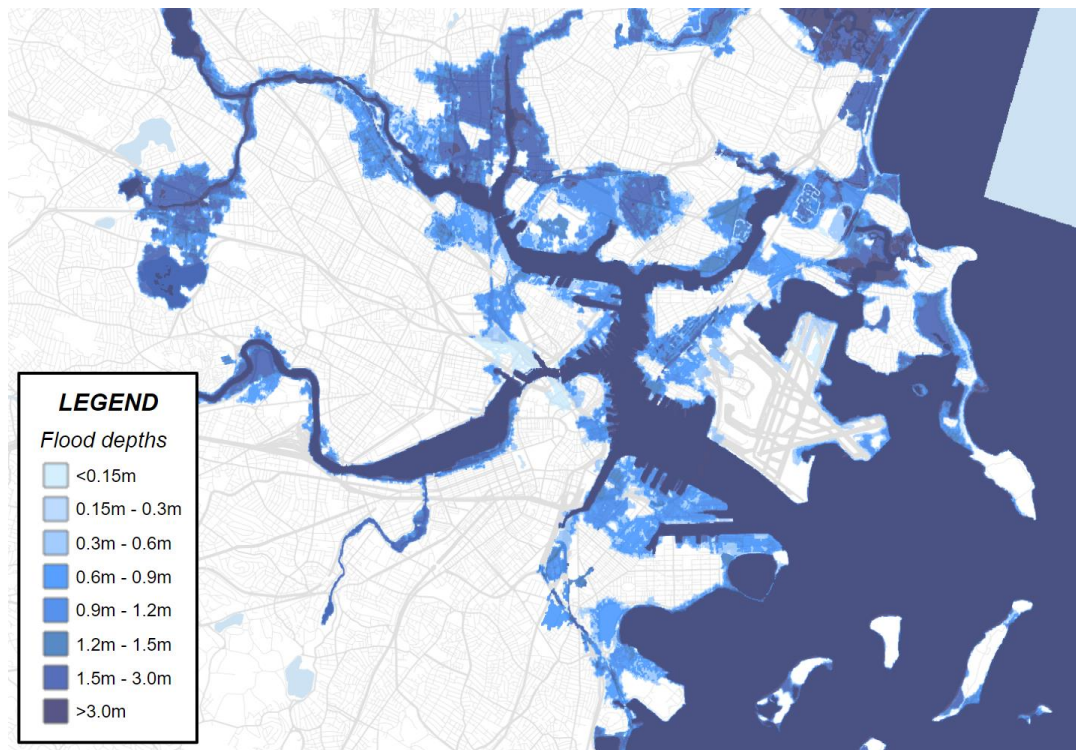 LEGEND
Flood depths
<0.15m
0.15m - 0.3m
0.3m - 0.6m
0.6m - 0.9m
0.9m - 1.2m
1.2m - 1.5m
1.5m - 3.0m
>3.0m